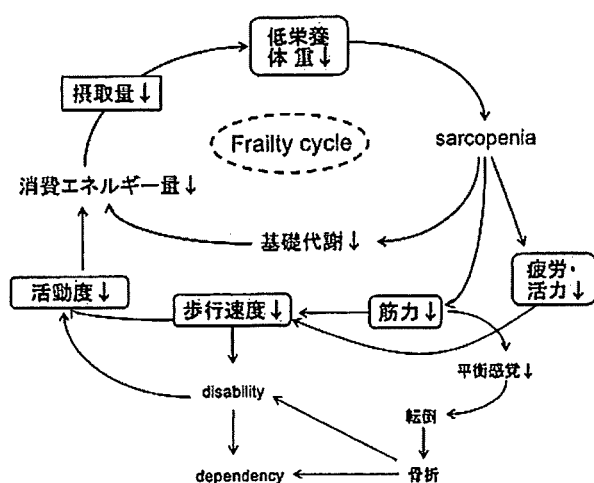 低栄養
体重↓
摂取量↓
Frailty cycle
sarcopenia
消費エネルギー量↓
基礎代謝↓
疲労・
活力↓
活動度↓
歩行速度↓
筋力↓
平衡感覚↓
disability
転倒
dependency
骨折